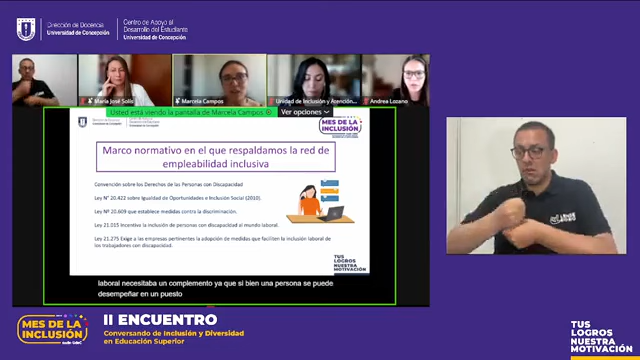 Dirección de Docencia
Universidad de Concepción
Centro de Apoyo al
Desarrollo del Estudiante
Universidad de Concepción
María José Solís
Marcela Campos
Unidad de Inclusión y Atención...
Andrea Lozano
Usted está viendo la pantalla de Marcela Campos
Ver opciones
MES DE LA
INCLUSIÓN
Marco normativo en el que respaldamos la red de
empleabilidad inclusiva
Convención sobre los Derechos de las Personas con Discapacidad
Ley N° 20.422 sobre Igualdad de Oportunidades e Inclusión Social (2010).
Ley Nº 20.609 que establece medidas contra la discriminación.
Ley 21.015 Incentiva la inclusión de personas con discapacidad al mundo laboral.
Ley 21.275 Exige a las empresas pertinentes la adopción de medidas que faciliten la inclusión laboral de
los trabajadores con discapacidad.
TUS
LOGROS
NUESTRA
MOTIVACIÓN
laboral necesitaba un complemento ya que si bien una persona se puede
desempeñar en un puesto
MES DE LA
INCLUSIÓN
II ENCUENTRO
Conversando de Inclusión y Diversidad
en Educación Superior
TUS
LOGROS
NUESTRA
MOTIVACIÓN